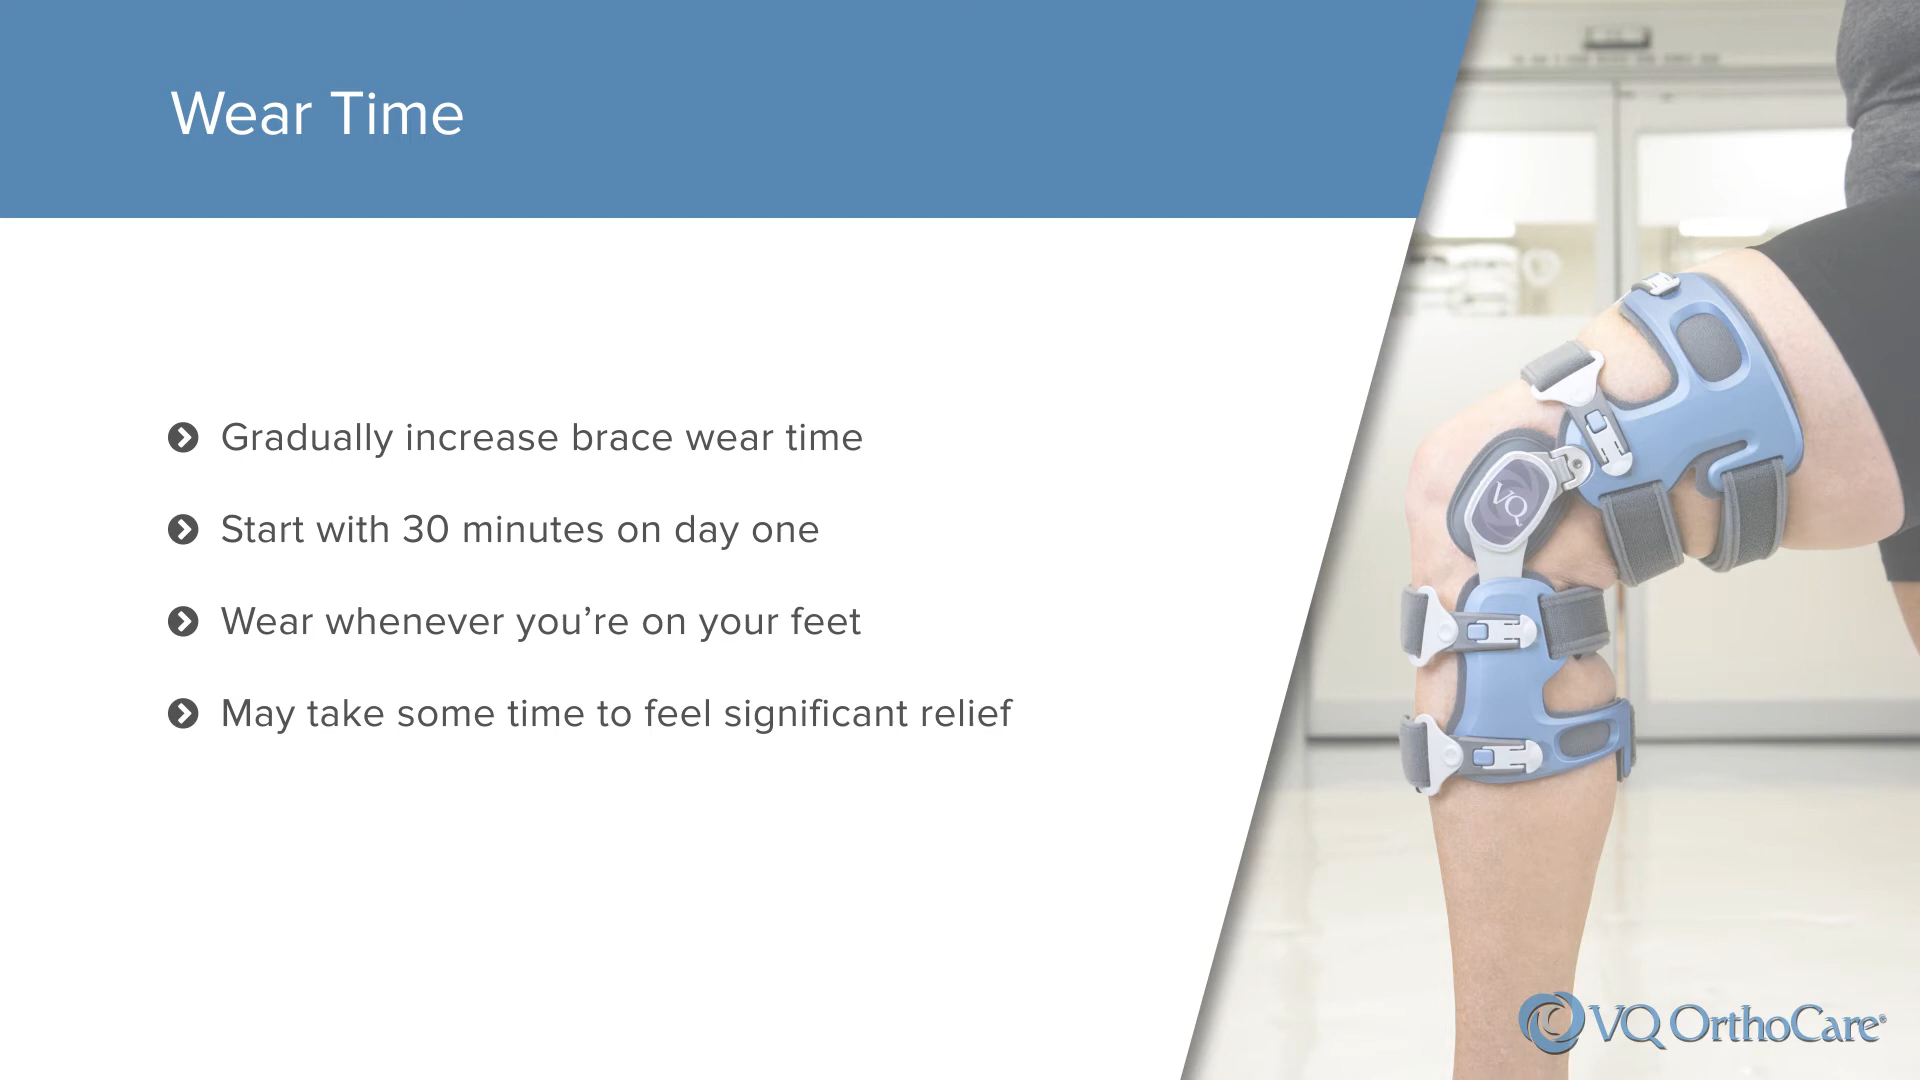 Wear Time
Gradually increase brace wear time
Start with 30 minutes on day one
Wear whenever you’re on your feet
May take some time to feel significant relief
VQ
VQ OrthoCare®